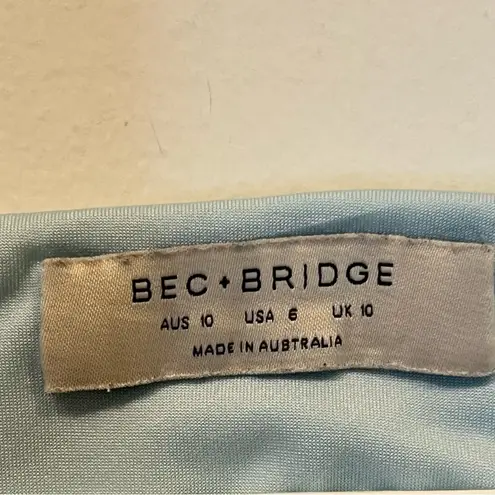 BEC+BRIDGE
AUS 10 USA 6 UK 10
MADE IN AUSTRALIA